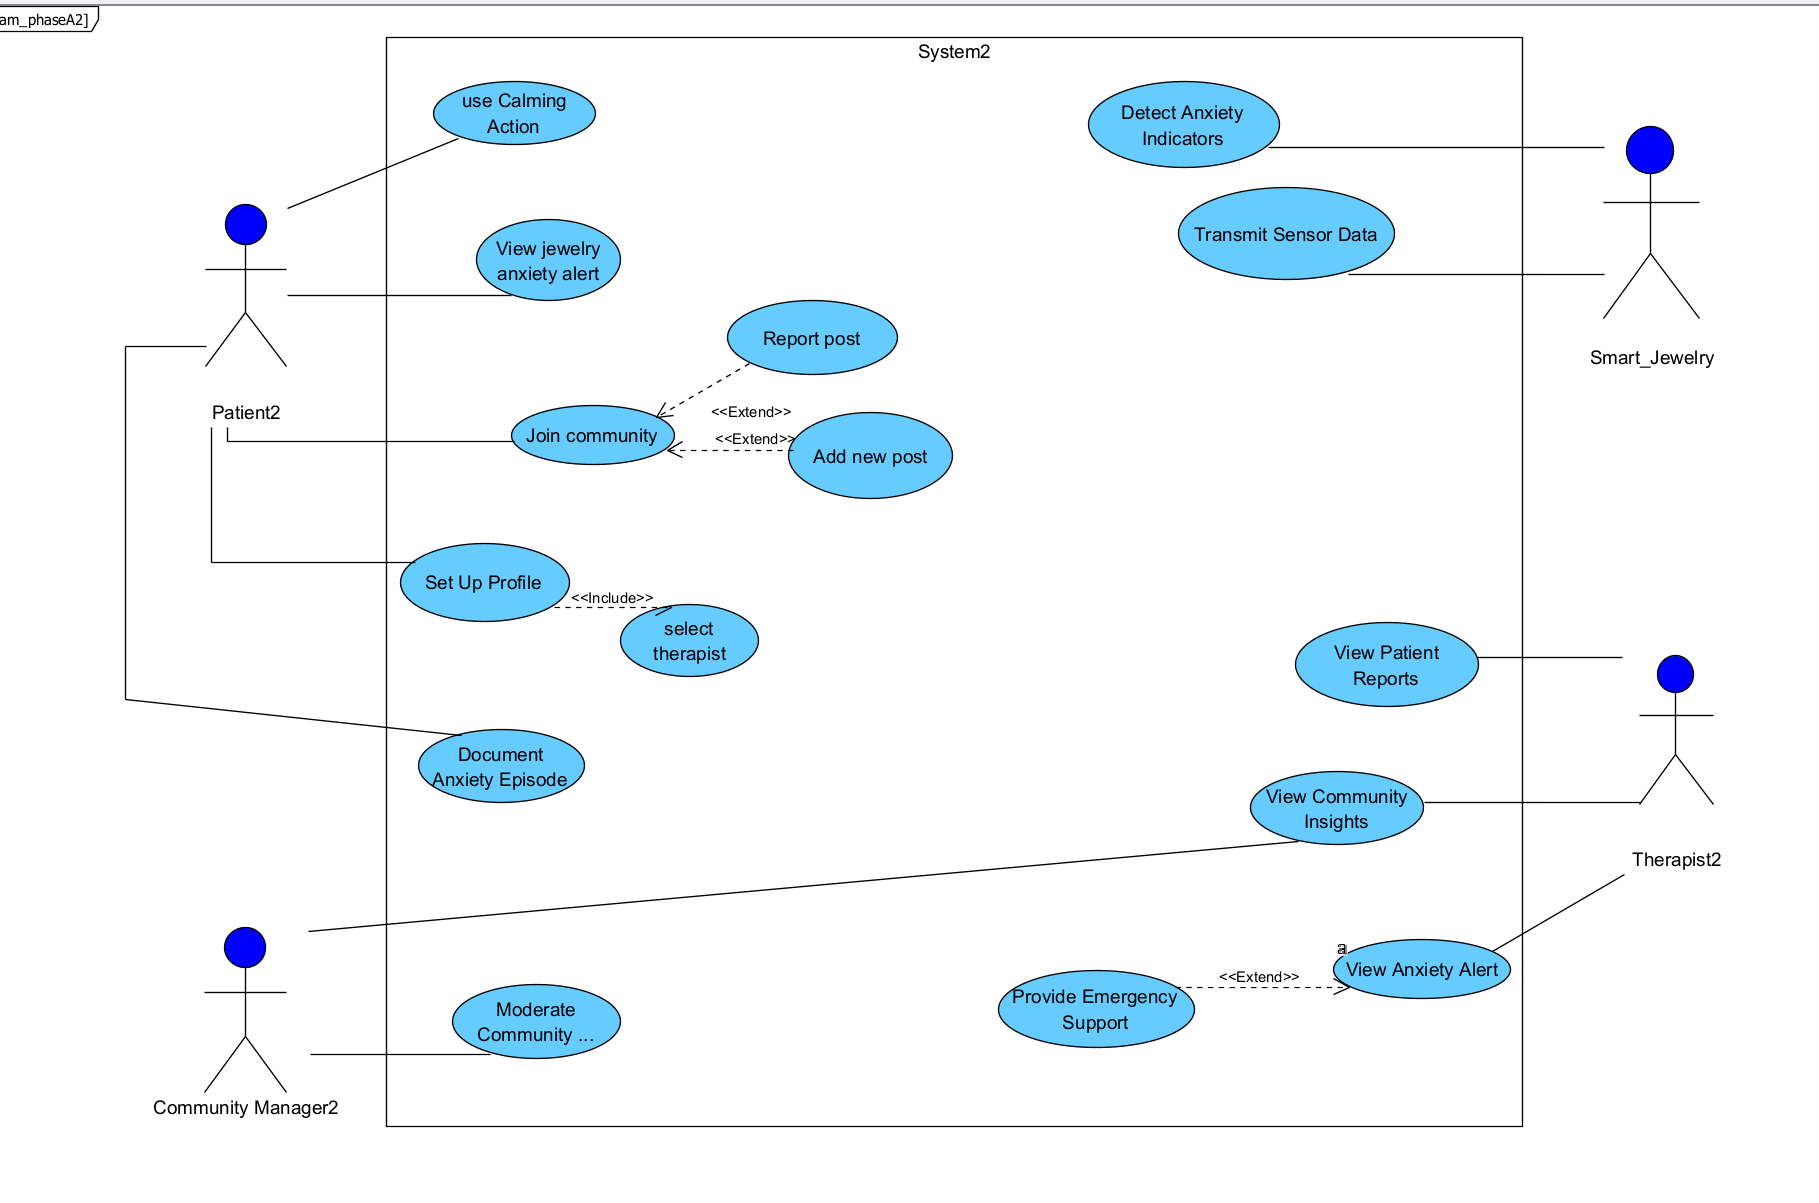 am_phaseA2]
System2
use Calming
Action
Detect Anxiety
Indicators
View jewelry
anxiety alert
Transmit Sensor Data
Report post
Smart_Jewelry
Patient2
<<Extend>>
Join community
<<Extend>>
Add new post
Set Up Profile
<<Include>>
select
therapist
View Patient
Reports
Document
Anxiety Episode
View Community
Insights
Therapist2
a
View Anxiety Alert
<<Extend>>
Provide Emergency
Support
Moderate
Community ...
Community Manager2